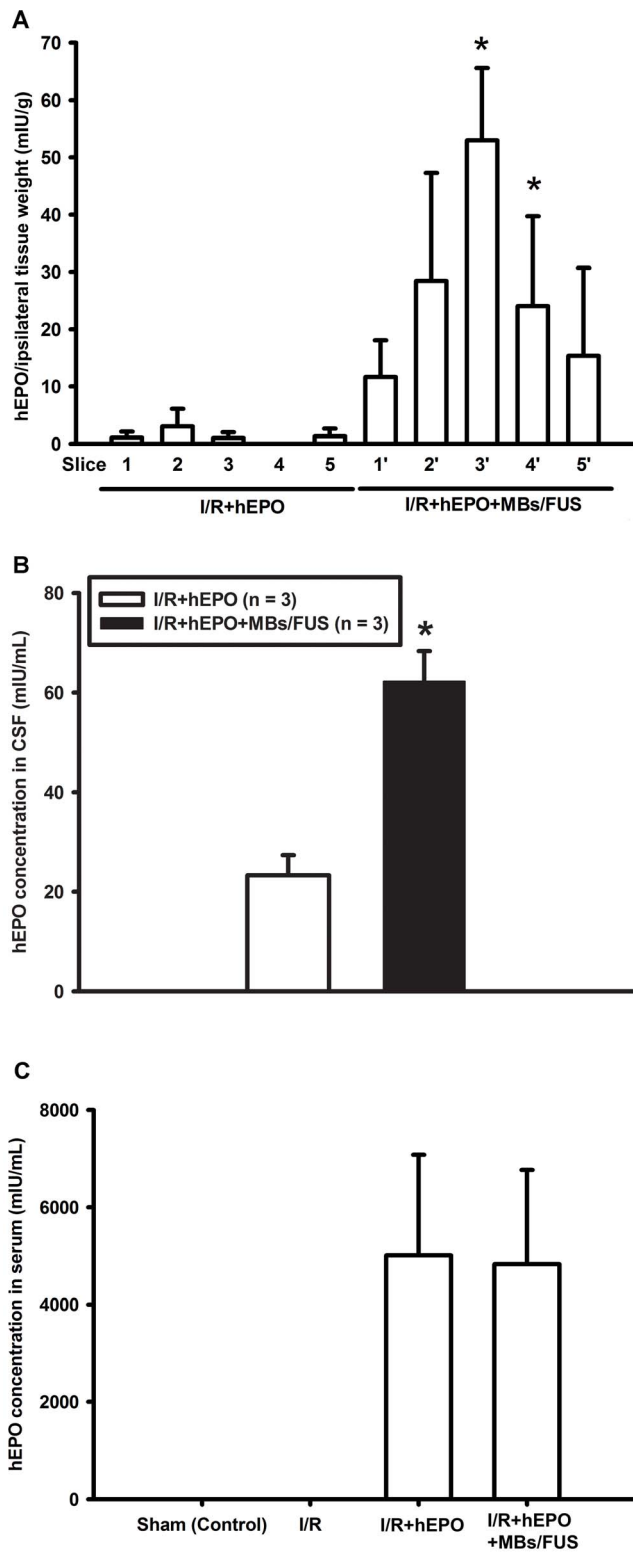 A
hEPO/ipsilateral tissue weight (mIU/g)
70
60
50
40
30
20
10
0
*
*
Slice 1 2 3 4 5 1' 2' 3' 4' 5'
I/R+hEPO I/R+hEPO+MBs/FUS
B
hEPO concentration in CSF (mIU/mL)
80
60
40
20
0
I/R+hEPO (n = 3)
I/R+hEPO+MBs/FUS (n = 3)
*
C
hEPO concentration in serum (mIU/mL)
8000
6000
4000
2000
0
Sham (Control) I/R I/R+hEPO I/R+hEPO
+MBs/FUS